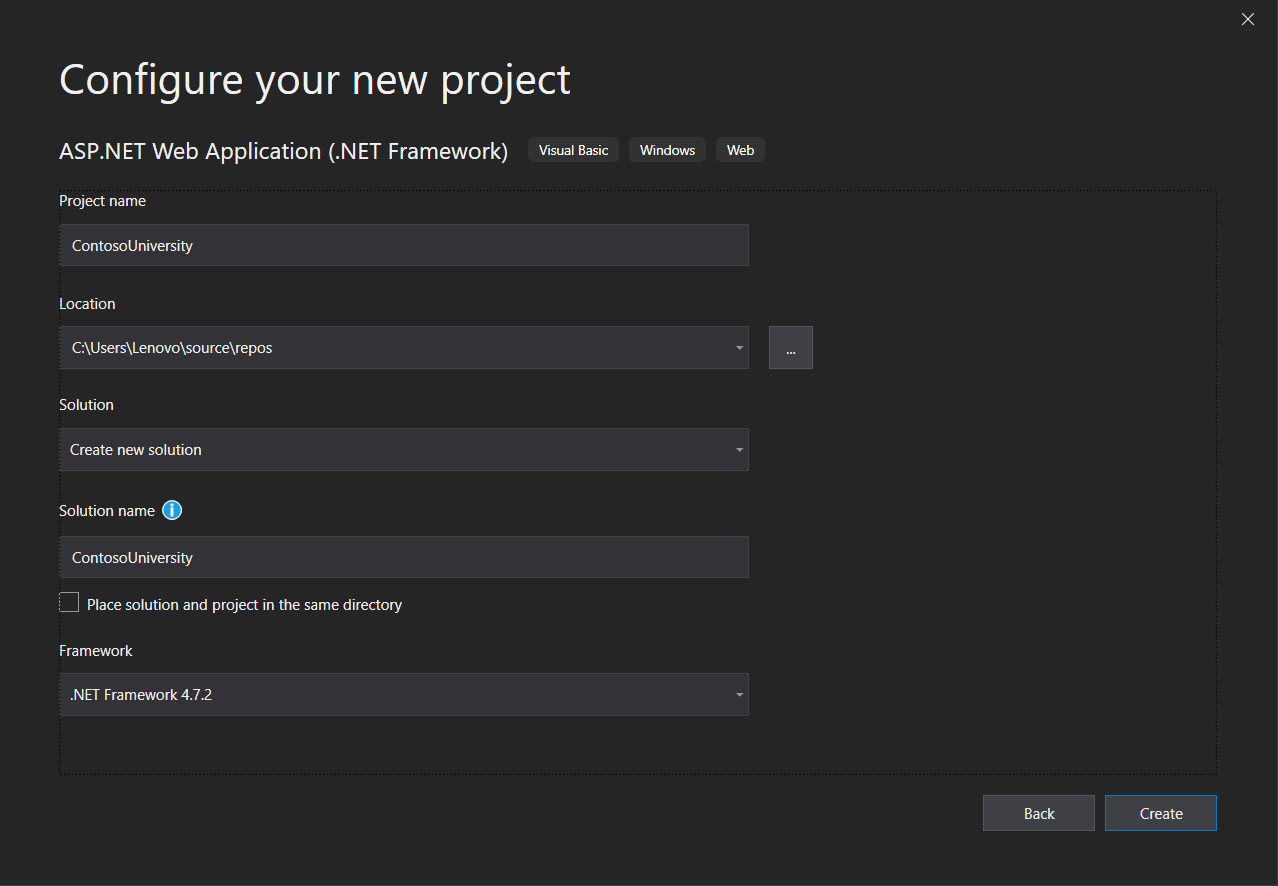 Configure your new project
ASP.NET Web Application (.NET Framework) Visual Basic Windows Web
Project name
ContosoUniversity
Location
C:\Users\Lenovo\source\repos
...
Solution
Create new solution
Solution name
ContosoUniversity
Place solution and project in the same directory
Framework
.NET Framework 4.7.2
Back Create